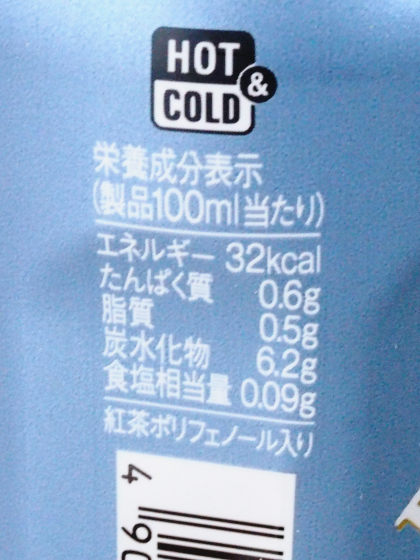 HOT
&
COLD
栄養成分表示
(製品100ml当たり)
エネルギー 32kcal
たんぱく質 0.6g
脂質 0.5g
炭水化物 6.2g
食塩相当量 0.09g
紅茶ポリフェノール入り
4
90